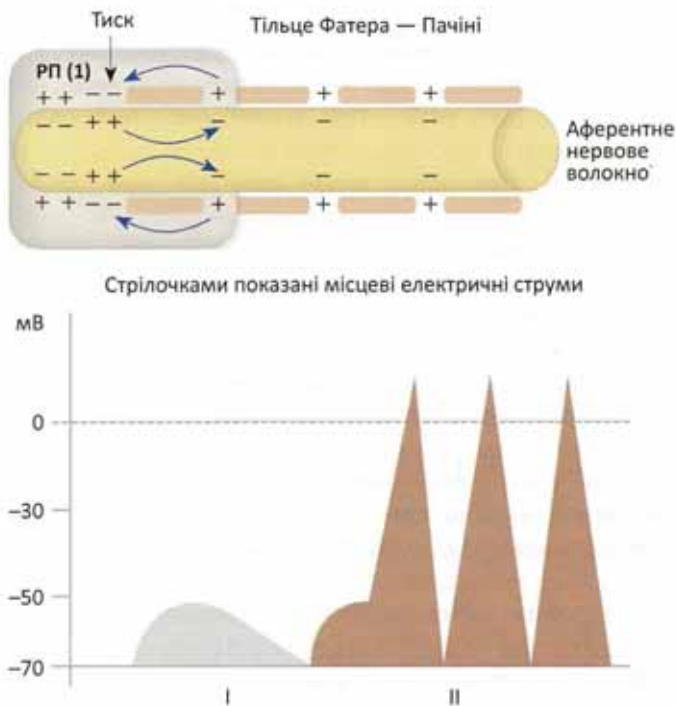 Тиск
Тільце Фатера — Пачіні
РП (1)
+ + − − + + +
− − + + − − −
Аферентне
нервове
волокно
− − + + − − −
+ + − − + + +
Стрілочками показані місцеві електричні струми
мВ
0
−30
−50
−70
I II